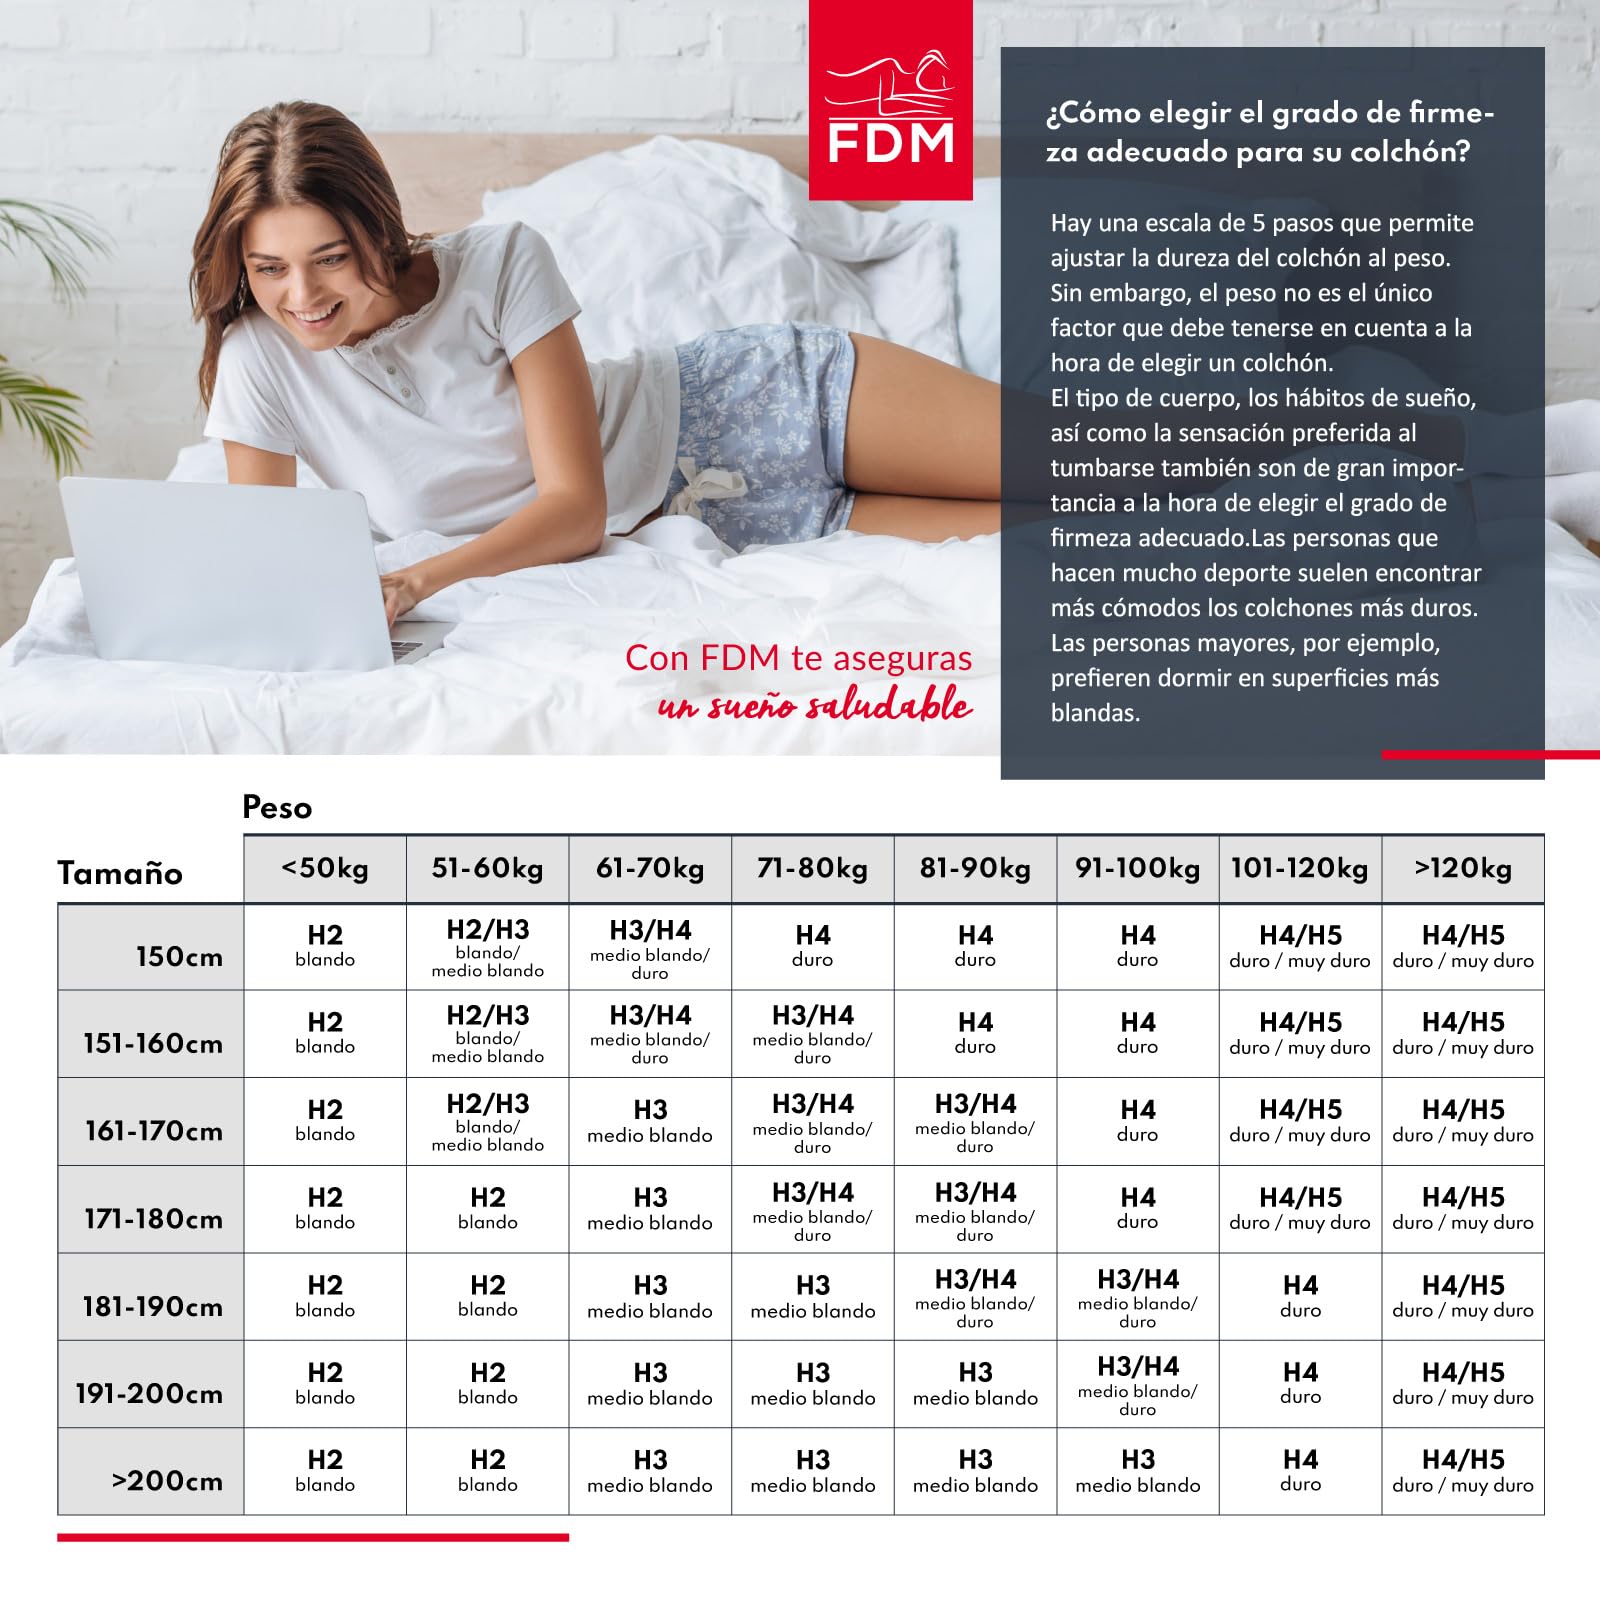 FDM
¿Cómo elegir el grado de firme-
za adecuado para su colchón?
Hay una escala de 5 pasos que permite
ajustar la dureza del colchón al peso.
Sin embargo, el peso no es el único
factor que debe tenerse en cuenta a la
hora de elegir un colchón.
El tipo de cuerpo, los hábitos de sueño,
así como la sensación preferida al
tumbarse también son de gran impor-
tancia a la hora de elegir el grado de
firmeza adecuado.Las personas que
hacen mucho deporte suelen encontrar
más cómodos los colchones más duros.
Las personas mayores, por ejemplo,
prefieren dormir en superficies más
blandas.
Con FDM te aseguras
un sueño saludable
Peso
Tamaño <50kg 51-60kg 61-70kg 71-80kg 81-90kg 91-100kg 101-120kg >120kg
150cm
H2 H2/H3 H3/H4 H4 H4 H4 H4/H5 H4/H5
blando blando/ medio blando/ duro duro duro duro / muy duro duro / muy duro
medio blando duro
151-160cm
H2 H2/H3 H3/H4 H3/H4 H4 H4 H4/H5 H4/H5
blando blando/ medio blando/ medio blando/ duro duro duro / muy duro duro / muy duro
medio blando duro duro
161-170cm
H2 H2/H3 H3 H3/H4 H3/H4 H4 H4/H5 H4/H5
blando blando/ medio blando medio blando/ medio blando/ duro duro / muy duro duro / muy duro
medio blando duro duro
171-180cm
H2 H2 H3 H3/H4 H3/H4 H4 H4/H5 H4/H5
blando blando medio blando medio blando/ medio blando/ duro duro / muy duro duro / muy duro
duro duro
181-190cm
H2 H2 H3 H3 H3/H4 H3/H4 H4 H4/H5
blando blando medio blando medio blando medio blando/ medio blando/ duro duro / muy duro
duro duro
191-200cm
H2 H2 H3 H3 H3 H3/H4 H4 H4/H5
blando blando medio blando medio blando medio blando medio blando/ duro duro / muy duro
duro
>200cm
H2 H2 H3 H3 H3 H3 H4 H4/H5
blando blando medio blando medio blando medio blando medio blando duro duro / muy duro